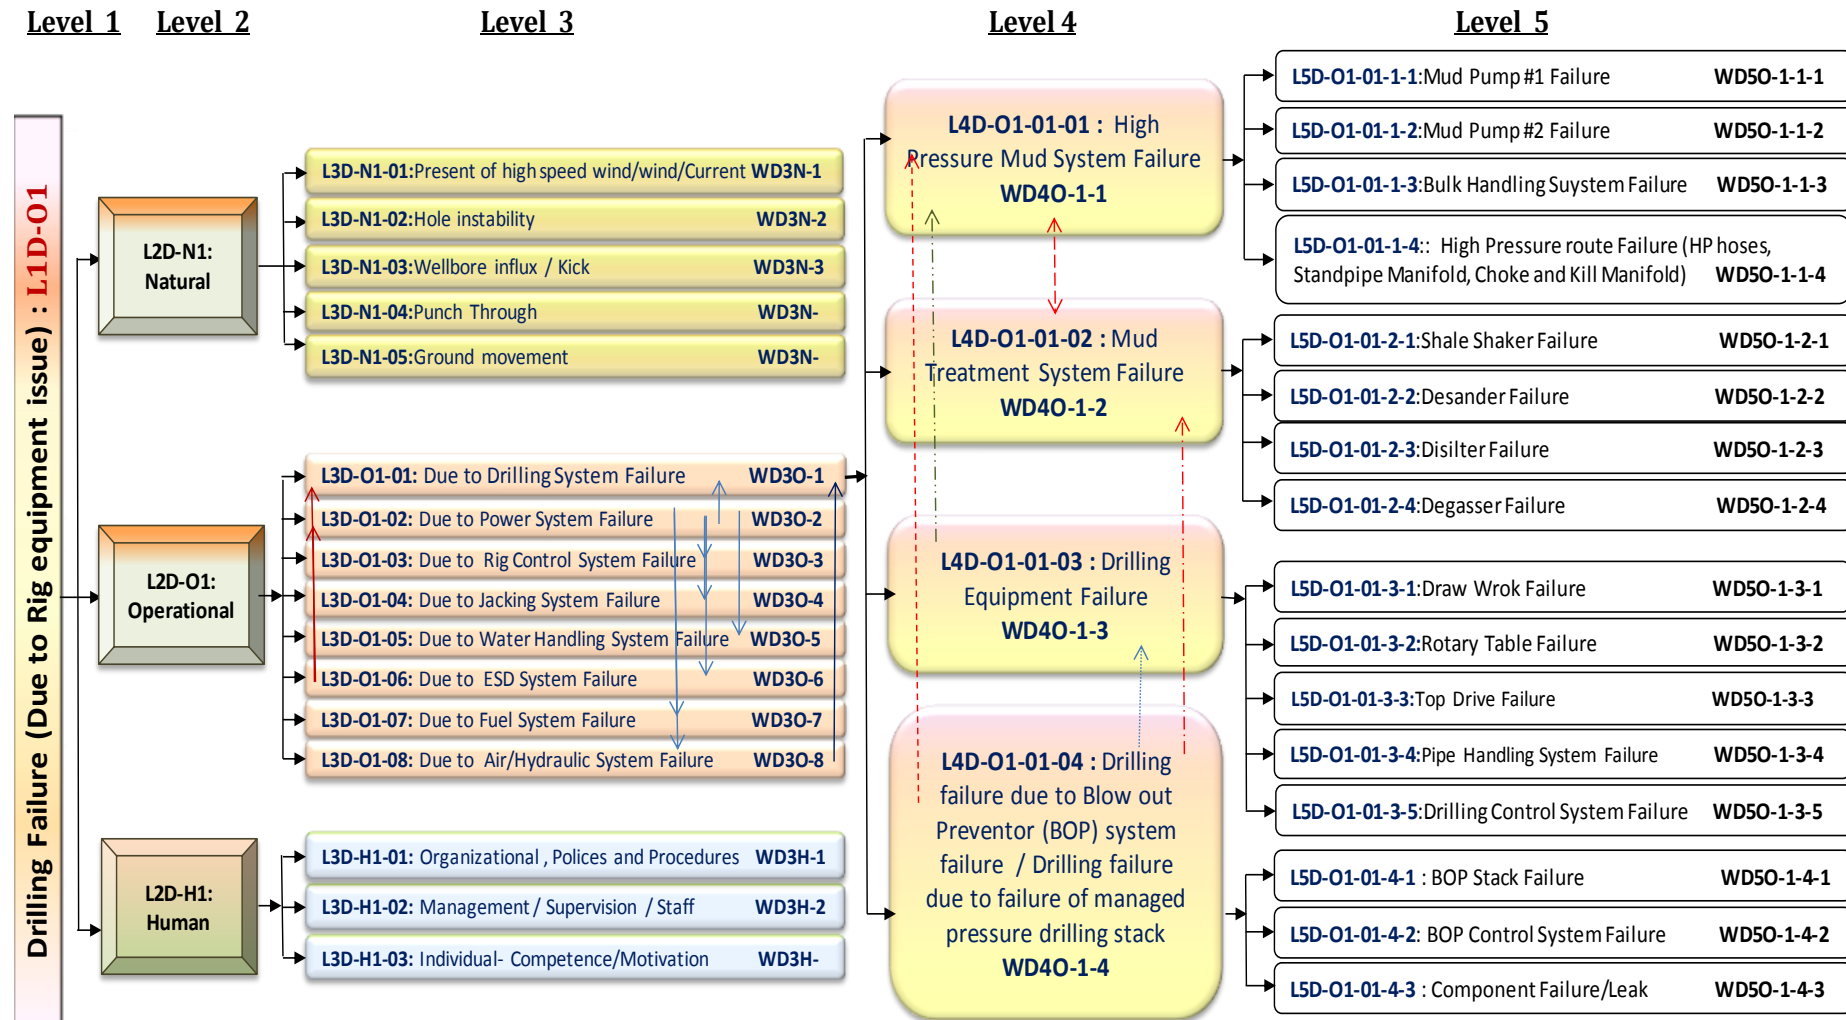 Level 1 Level 2 Level 3 Level 4 Level 5
Drilling Failure (Due to Rig equipment issue) : L1D-O1
L2D-N1:
Natural
L2D-O1:
Operational
L2D-H1:
Human
L3D-N1-01:Present of high speed wind/wind/Current WD3N-1
L3D-N1-02:Hole instability WD3N-2
L3D-N1-03:Wellbore influx / Kick WD3N-3
L3D-N1-04:Punch Through WD3N-
L3D-N1-05:Ground movement WD3N-
L3D-O1-01: Due to Drilling System Failure WD3O-1
L3D-O1-02: Due to Power System Failure WD3O-2
L3D-O1-03: Due to Rig Control System Failure WD3O-3
L3D-O1-04: Due to Jacking System Failure WD3O-4
L3D-O1-05: Due to Water Handling System Failure WD3O-5
L3D-O1-06: Due to ESD System Failure WD3O-6
L3D-O1-07: Due to Fuel System Failure WD3O-7
L3D-O1-08: Due to Air/Hydraulic System Failure WD3O-8
L3D-H1-01: Organizational , Polices and Procedures WD3H-1
L3D-H1-02: Management / Supervision / Staff WD3H-2
L3D-H1-03: Individual- Competence/Motivation WD3H-
L4D-O1-01-01 : High
Pressure Mud System Failure
WD4O-1-1
L4D-O1-01-02 : Mud
Treatment System Failure
WD4O-1-2
L4D-O1-01-03 : Drilling
Equipment Failure
WD4O-1-3
L4D-O1-01-04 : Drilling
failure due to Blow out
Preventor (BOP) system
failure / Drilling failure
due to failure of managed
pressure drilling stack
WD4O-1-4
L5D-O1-01-1-1:Mud Pump #1 Failure WD5O-1-1-1
L5D-O1-01-1-2:Mud Pump #2 Failure WD5O-1-1-2
L5D-O1-01-1-3:Bulk Handling Suystem Failure WD5O-1-1-3
L5D-O1-01-1-4:: High Pressure route Failure (HP hoses,
Standpipe Manifold, Choke and Kill Manifold) WD5O-1-1-4
L5D-O1-01-2-1:Shale Shaker Failure WD5O-1-2-1
L5D-O1-01-2-2:Desander Failure WD5O-1-2-2
L5D-O1-01-2-3:Disilter Failure WD5O-1-2-3
L5D-O1-01-2-4:Degasser Failure WD5O-1-2-4
L5D-O1-01-3-1:Draw Wrok Failure WD5O-1-3-1
L5D-O1-01-3-2:Rotary Table Failure WD5O-1-3-2
L5D-O1-01-3-3:Top Drive Failure WD5O-1-3-3
L5D-O1-01-3-4:Pipe Handling System Failure WD5O-1-3-4
L5D-O1-01-3-5:Drilling Control System Failure WD5O-1-3-5
L5D-O1-01-4-1 : BOP Stack Failure WD5O-1-4-1
L5D-O1-01-4-2: BOP Control System Failure WD5O-1-4-2
L5D-O1-01-4-3 : Component Failure/Leak WD5O-1-4-3